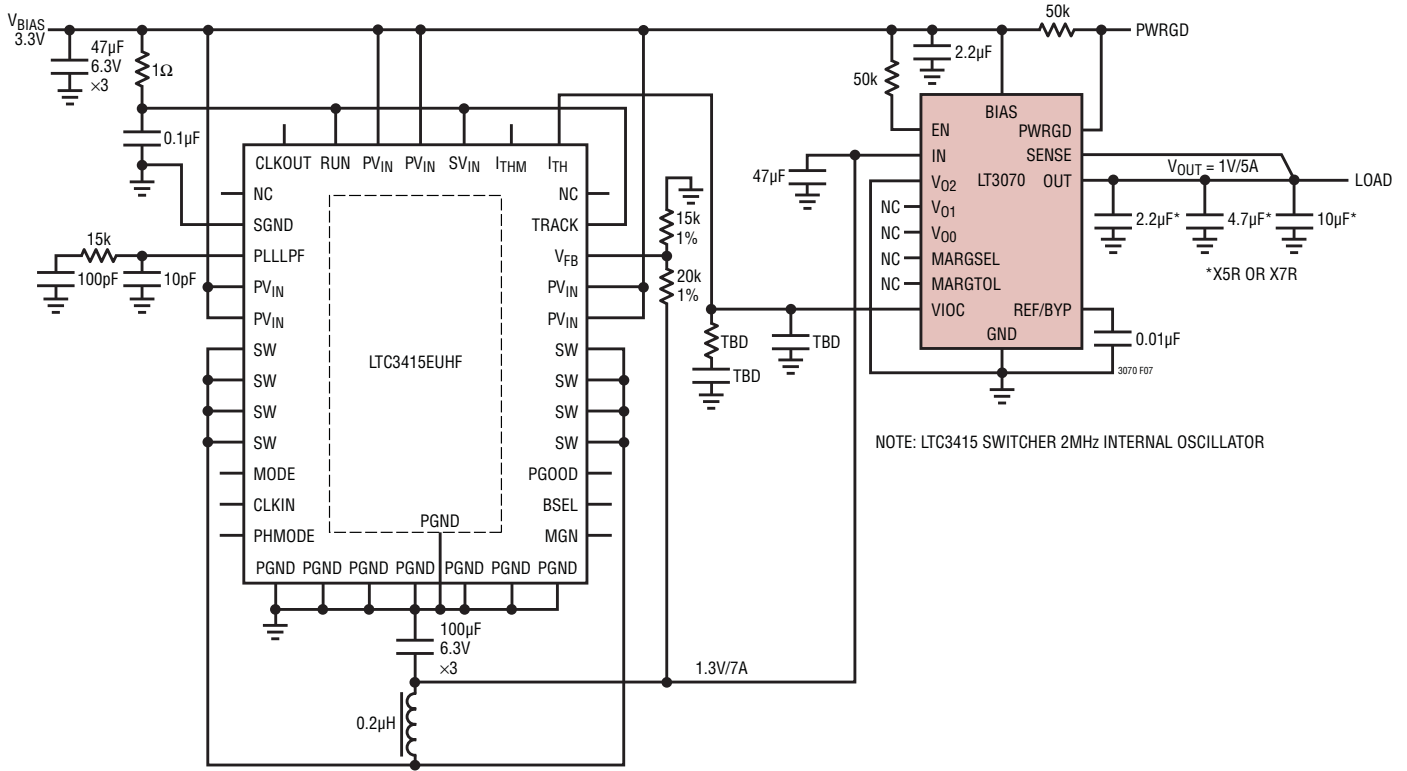 VBIAS
3.3V
47µF
6.3V
×3
1Ω
0.1µF
50k
PWRGD
2.2µF
50k
CLKOUT RUN PVIN PVIN SVIN ITHM ITH
NC
SGND
PLLLPF
PVIN
PVIN
SW
SW
SW
SW
MODE
CLKIN
PHMODE
NC
TRACK
VFB
PVIN
PVIN
SW
SW
SW
SW
PGOOD
BSEL
MGN
LTC3415EUHF
PGND
PGND PGND PGND PGND PGND PGND PGND
15k
100pF
10pF
15k
1%
20k
1%
TBD
TBD
TBD
47µF
BIAS
EN
IN
VO2
VO1
VO0
MARGSEL
MARGTOL
VIOC
PWRGD
SENSE
LT3070 OUT
REF/BYP
GND
NC
NC
NC
NC
VOUT = 1V/5A
LOAD
2.2µF*
4.7µF*
10µF*
*X5R OR X7R
0.01µF
3070 F07
NOTE: LTC3415 SWITCHER 2MHz INTERNAL OSCILLATOR
100µF
6.3V
×3
1.3V/7A
0.2µH